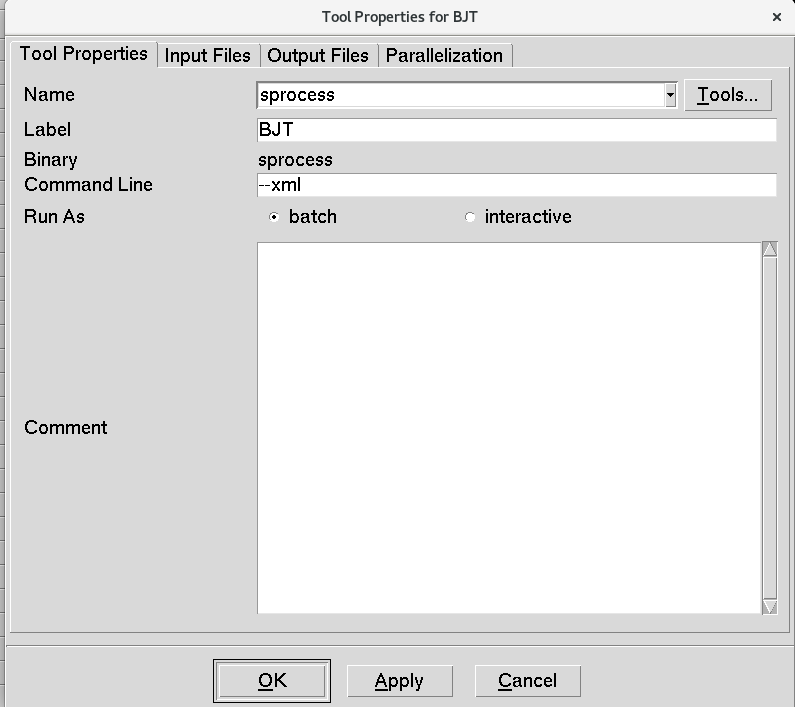 Tool Properties for BJT
Tool Properties Input Files Output Files Parallelization
Name sprocess Tools...
Label BJT
Binary sprocess
Command Line --xml
Run As batch interactive
Comment
OK Apply Cancel